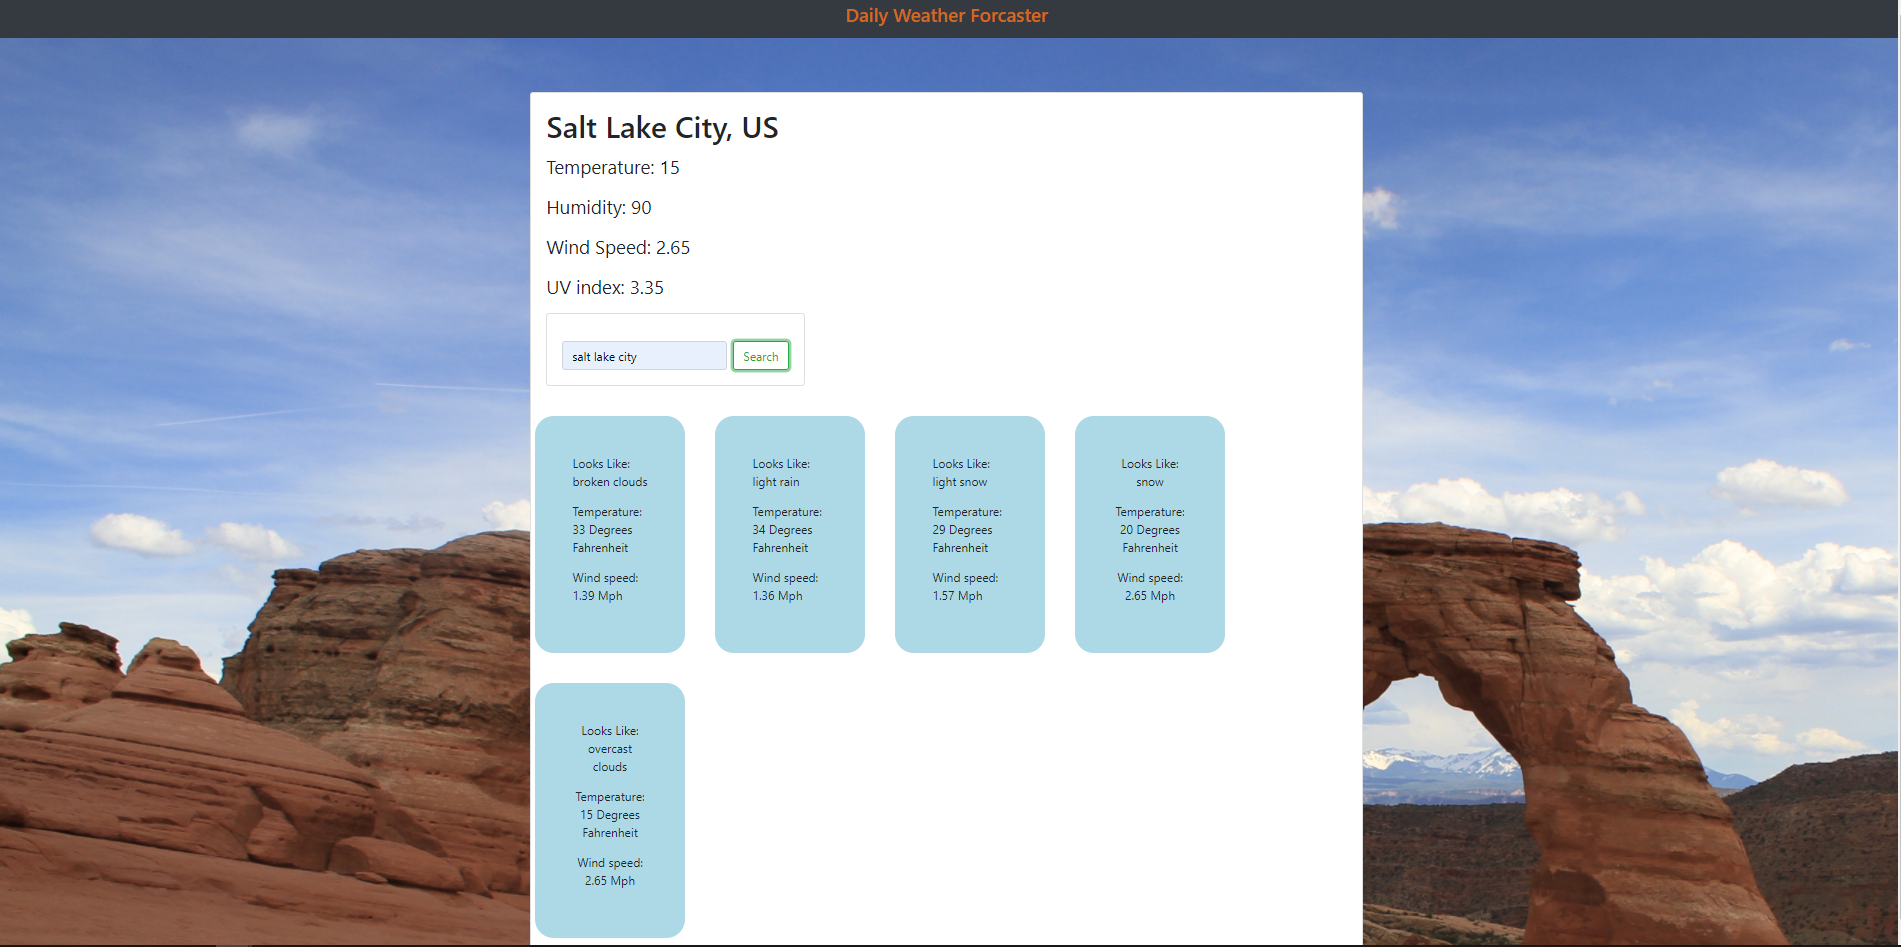 Daily Weather Forcaster
Salt Lake City, US
Temperature: 15
Humidity: 90
Wind Speed: 2.65
UV index: 3.35
salt lake city
Search
Looks Like:
broken clouds
Temperature:
33 Degrees
Fahrenheit
Wind speed:
1.39 Mph
Looks Like:
light rain
Temperature:
34 Degrees
Fahrenheit
Wind speed:
1.36 Mph
Looks Like:
light snow
Temperature:
29 Degrees
Fahrenheit
Wind speed:
1.57 Mph
Looks Like:
snow
Temperature:
20 Degrees
Fahrenheit
Wind speed:
2.65 Mph
Looks Like:
overcast
clouds
Temperature:
15 Degrees
Fahrenheit
Wind speed:
2.65 Mph